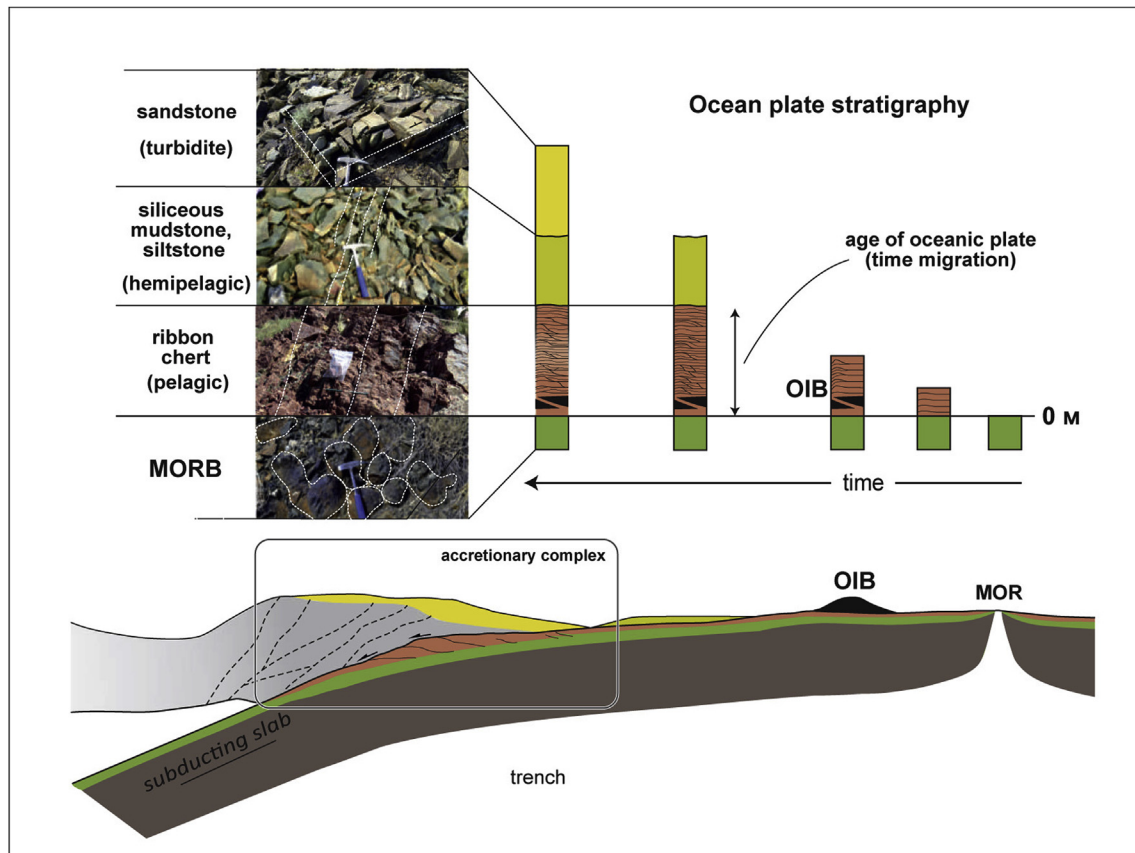 Ocean plate stratigraphy
sandstone
(turbidite)
siliceous
mudstone,
siltstone
(hemipelagic)
ribbon
chert
(pelagic)
MORB
age of oceanic plate
(time migration)
OIB
0 м
time
accretionary complex
OIB
MOR
subducting slab
trench